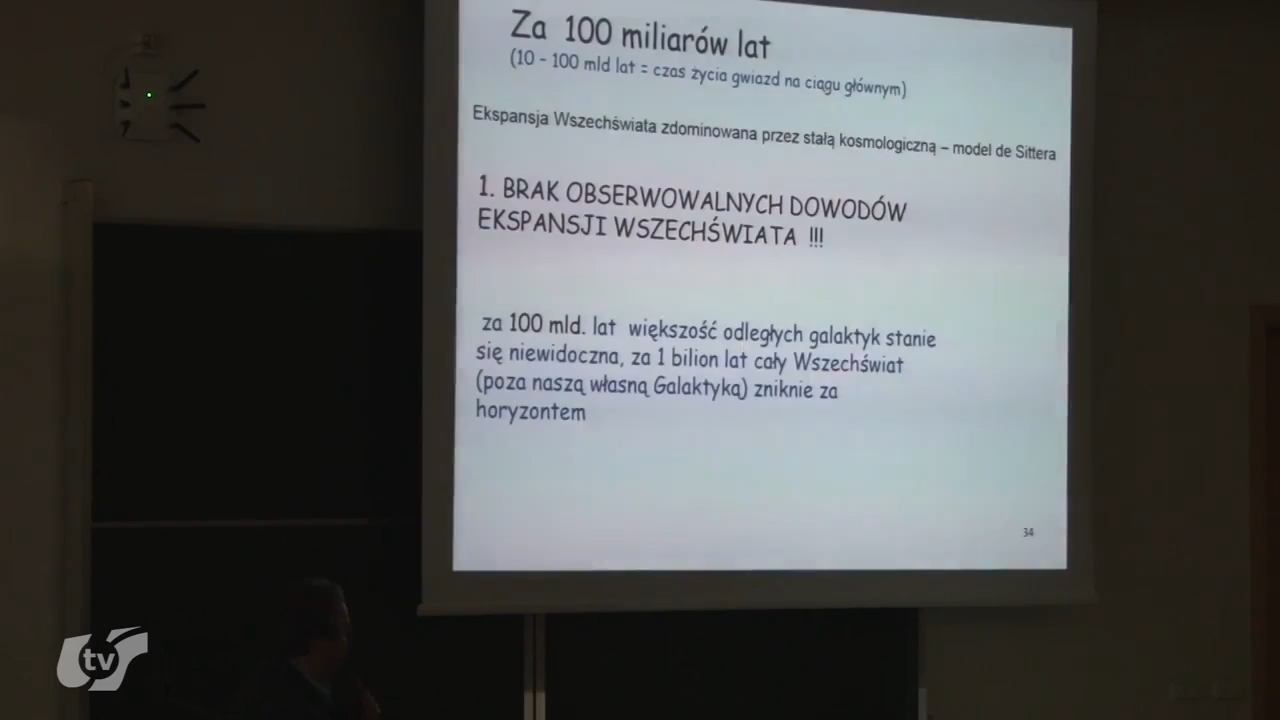 Za 100 miliarów lat
(10 - 100 mld lat = czas życia gwiazd na ciągu głównym)
Ekspansja Wszechświata zdominowana przez stałą kosmologiczną – model de Sittera
1. BRAK OBSERWOWALNYCH DOWODÓW
EKSPANSJI WSZECHŚWIATA !!!
za 100 mld. lat większość odległych galaktyk stanie
się niewidoczna, za 1 bilion lat cały Wszechświat
(poza naszą własną Galaktyką) zniknie za
horyzontem
34
tv